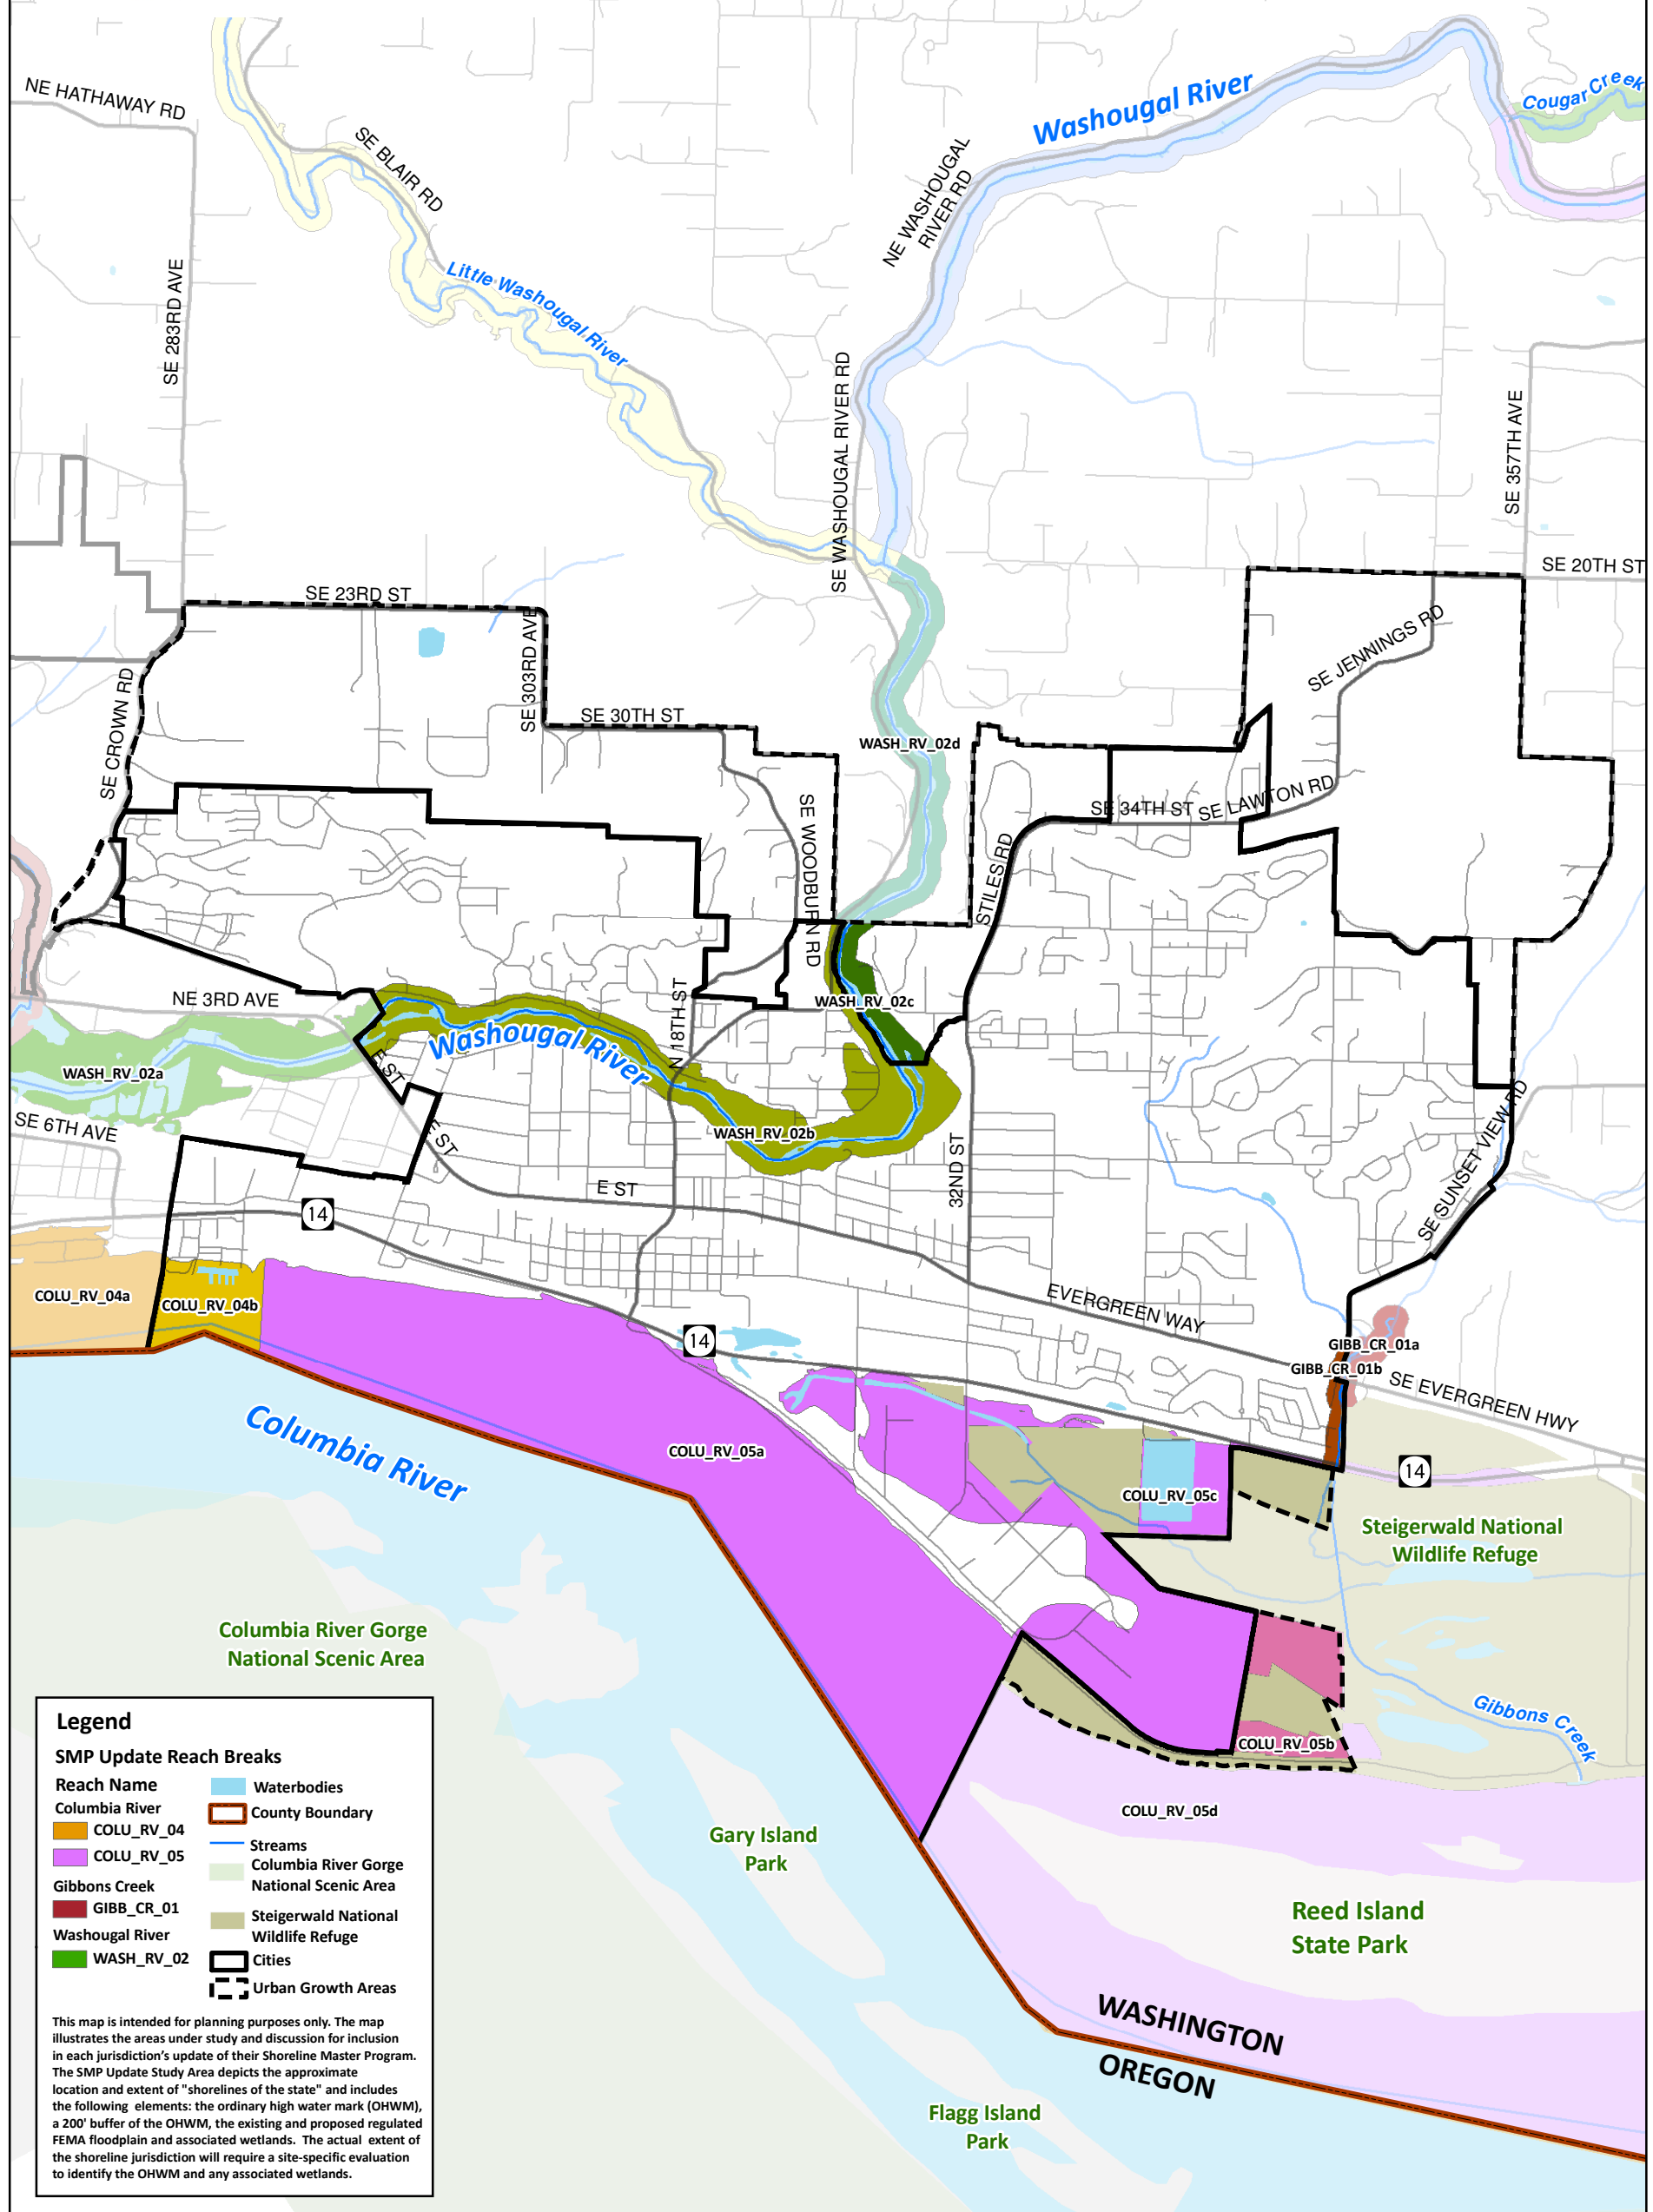 NE HATHAWAY RD
SE BLAIR RD
Washougal River
Cougar Creek
NE WASHOUGAL
RIVER RD
SE 283RD AVE
Little Washougal River
SE WASHOUGAL RIVER RD
SE 357TH AVE
SE 20TH ST
SE 23RD ST
SE 303RD AVE
SE JENNINGS RD
SE CROWN RD
SE 30TH ST
WASH_RV_02d
SE WOODBURN RD
SE 34TH ST
SE LAWTON RD
STILES RD
NE 3RD AVE
N 18TH ST
WASH_RV_02c
Washougal River
WASH_RV_02a
E ST
SE 6TH AVE
E ST
WASH_RV_02b
32ND ST
SE SUNSET VIEW RD
E ST
14
COLU_RV_04a
COLU_RV_04b
EVERGREEN WAY
14
GIBB_CR_01a
GIBB_CR_01b
SE EVERGREEN HWY
Columbia River
COLU_RV_05a
14
COLU_RV_05c
Steigerwald National
Wildlife Refuge
Columbia River Gorge
National Scenic Area
Gibbons Creek
COLU_RV_05b
COLU_RV_05d
Gary Island
Park
Reed Island
State Park
WASHINGTON
OREGON
Flagg Island
Park
Legend
SMP Update Reach Breaks
Reach Name
Columbia River
COLU_RV_04
COLU_RV_05
Gibbons Creek
GIBB_CR_01
Washougal River
WASH_RV_02
Waterbodies
County Boundary
Streams
Columbia River Gorge
National Scenic Area
Steigerwald National
Wildlife Refuge
Cities
Urban Growth Areas
This map is intended for planning purposes only. The map
illustrates the areas under study and discussion for inclusion
in each jurisdiction's update of their Shoreline Master Program.
The SMP Update Study Area depicts the approximate
location and extent of "shorelines of the state" and includes
the following elements: the ordinary high water mark (OHWM),
a 200' buffer of the OHWM, the existing and proposed regulated
FEMA floodplain and associated wetlands. The actual extent of
the shoreline jurisdiction will require a site-specific evaluation
to identify the OHWM and any associated wetlands.